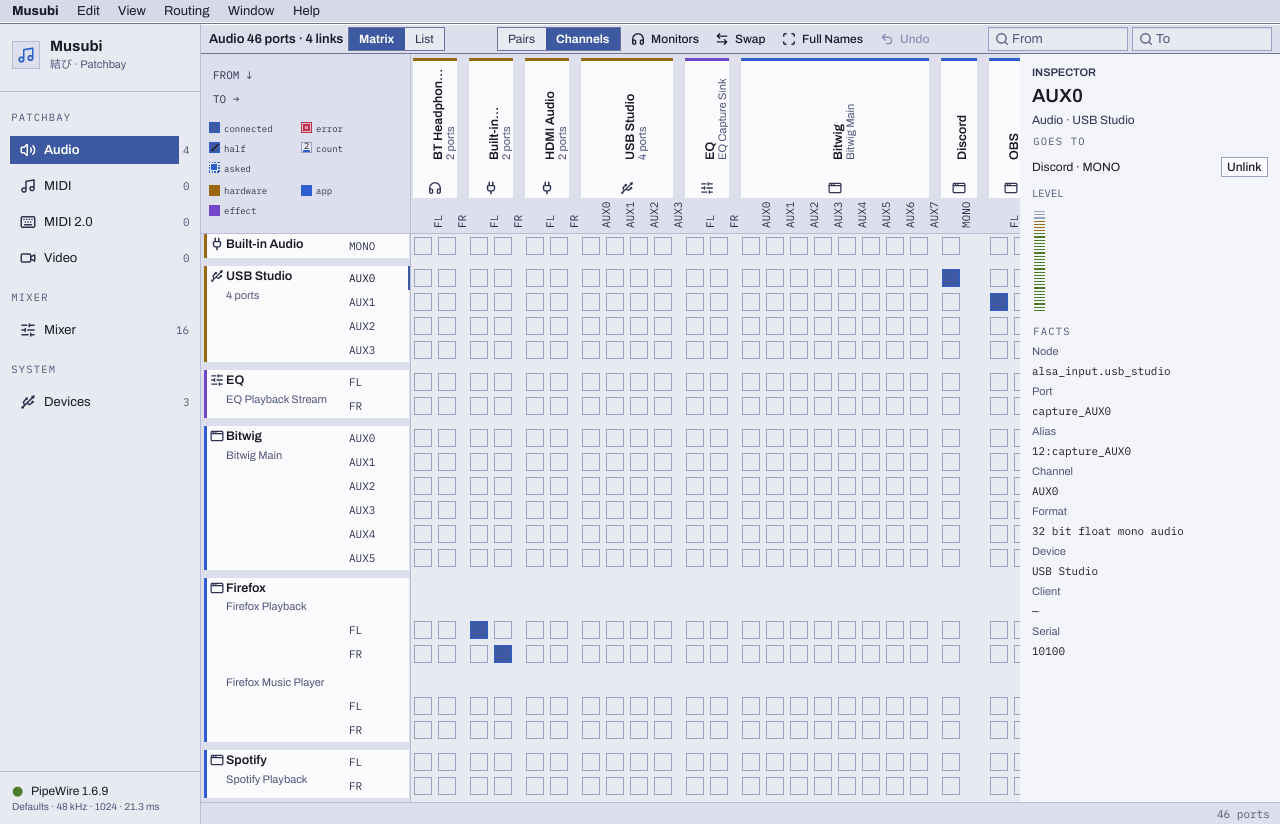 Musubi Edit View Routing Window Help
Musubi
結び · Patchbay
PATCHBAY
Audio 4
MIDI 0
MIDI 2.0 0
Video 0
MIXER
Mixer 16
SYSTEM
Devices 3
PipeWire 1.6.9
Defaults · 48 kHz · 1024 · 21.3 ms
Audio 46 ports · 4 links Matrix List Pairs Channels Monitors Swap Full Names Undo From To
FROM ↓
TO →
connected error
half 2 count
asked
hardware app
effect
BT Headphon…
2 ports
Built-in…
2 ports
HDMI Audio
2 ports
USB Studio
4 ports
EQ
EQ Capture Sink
Bitwig
Bitwig Main
Discord
OBS
FL FR FL FR FL FR AUX0 AUX1 AUX2 AUX3 FL FR AUX0 AUX1 AUX2 AUX3 AUX4 AUX5 AUX6 AUX7 MONO FL
Built-in Audio MONO
USB Studio AUX0
4 ports
AUX1
AUX2
AUX3
EQ FL
EQ Playback Stream
FR
Bitwig AUX0
Bitwig Main
AUX1
AUX2
AUX3
AUX4
AUX5
Firefox
Firefox Playback
FL
FR
Firefox Music Player
FL
FR
Spotify FL
Spotify Playback
FR
INSPECTOR
AUX0
Audio · USB Studio
GOES TO
Discord · MONO Unlink
LEVEL
FACTS
Node
alsa_input.usb_studio
Port
capture_AUX0
Alias
12:capture_AUX0
Channel
AUX0
Format
32 bit float mono audio
Device
USB Studio
Client
—
Serial
10100
46 ports